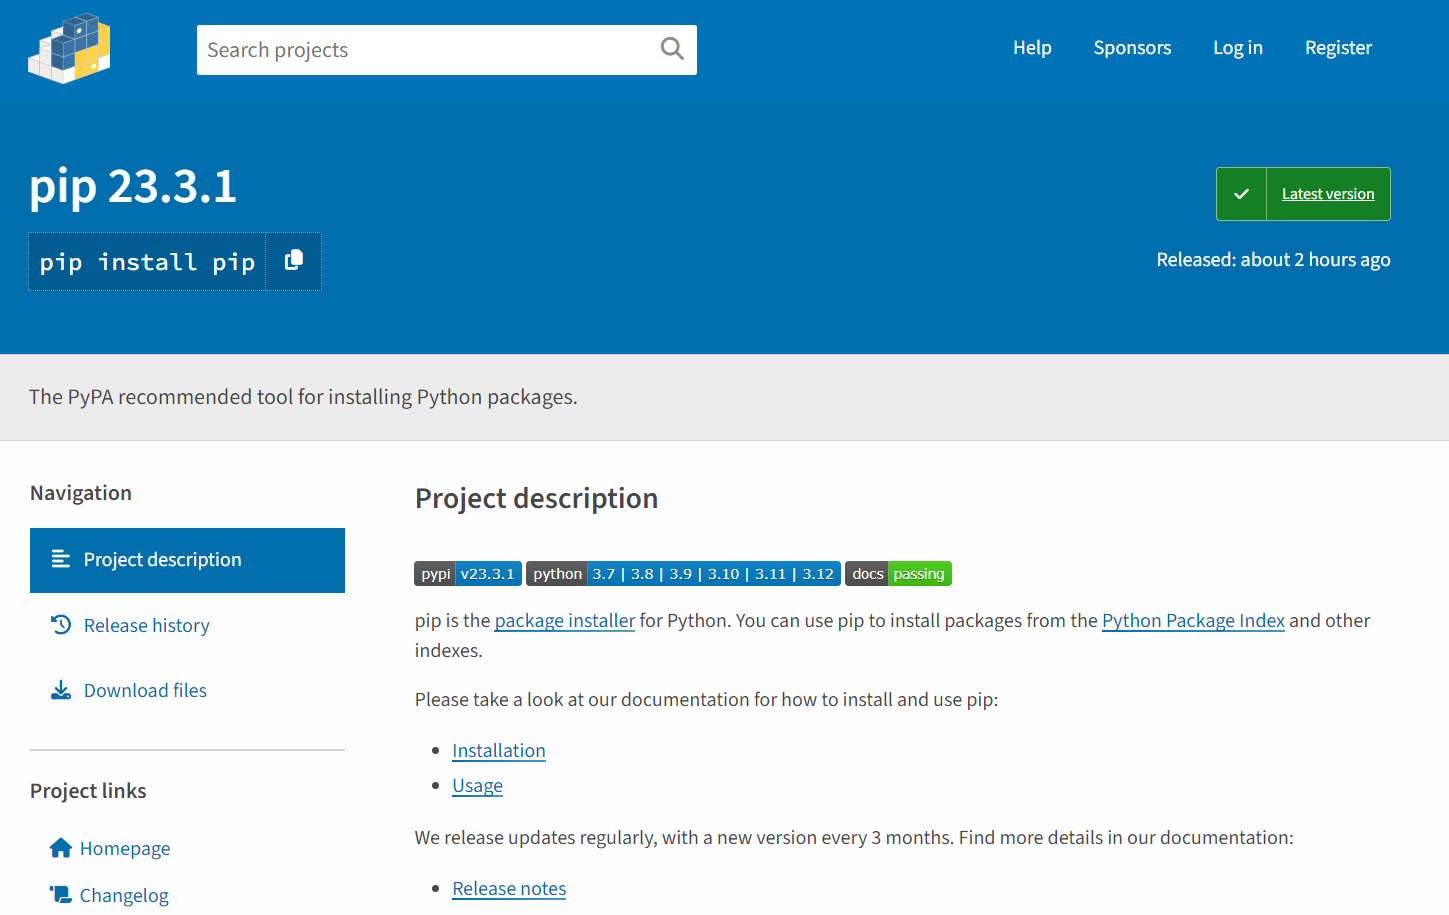 Search projects
Help
Sponsors
Log in
Register
pip 23.3.1
Latest version
pip install pip
Released: about 2 hours ago
The PyPA recommended tool for installing Python packages.
Navigation
Project description
Release history
Download files
Project links
Homepage
Changelog
Project description
pypi v23.3.1 python 3.7 | 3.8 | 3.9 | 3.10 | 3.11 | 3.12 docs passing
pip is the package installer for Python. You can use pip to install packages from the Python Package Index and other
indexes.
Please take a look at our documentation for how to install and use pip:
Installation
Usage
We release updates regularly, with a new version every 3 months. Find more details in our documentation:
Release notes